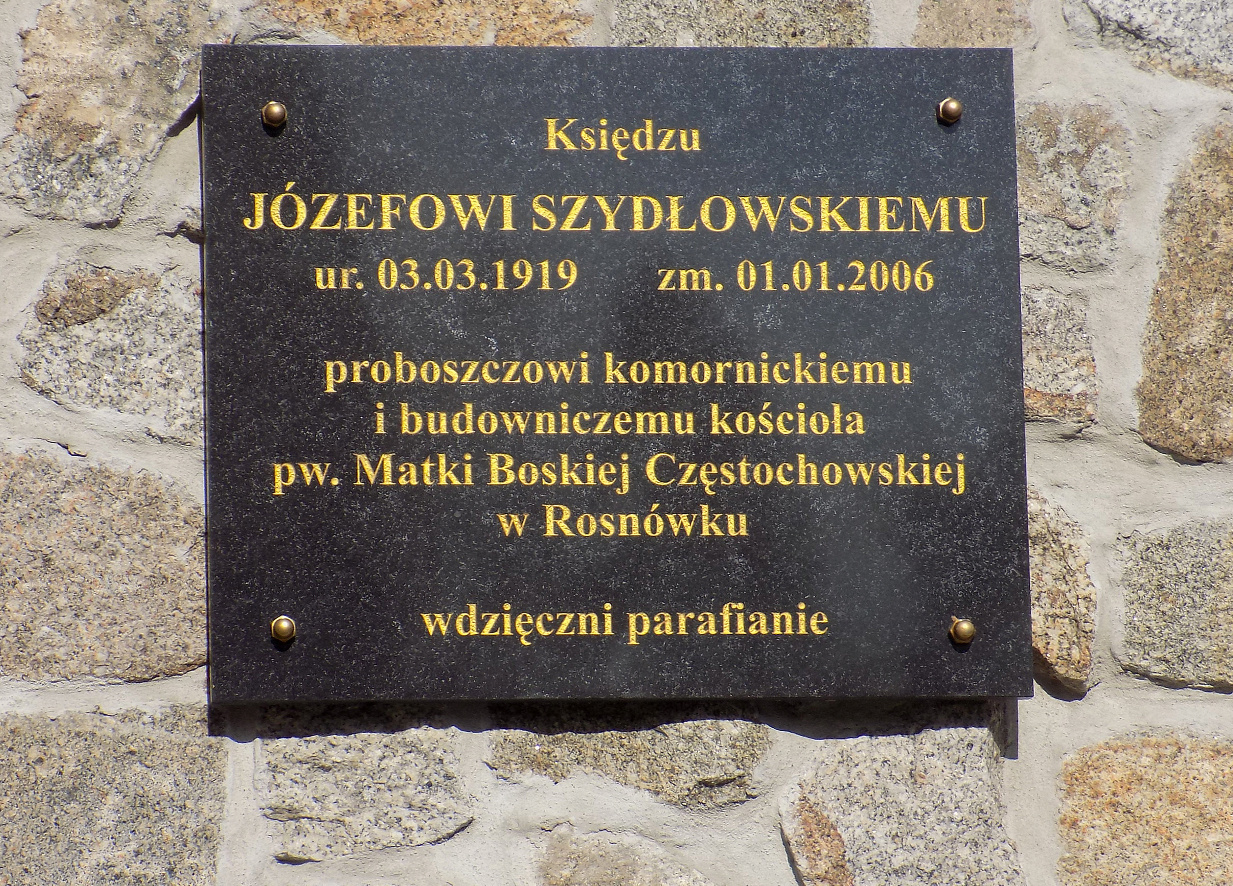 Księdzu
JÓZEFOWI SZYDŁOWSKIEMU
ur. 03.03.1919 zm. 01.01.2006
proboszczowi komornickiemu
i budowniczemu kościoła
pw. Matki Boskiej Częstochowskiej
w Rosnówku
wdzięczni parafianie